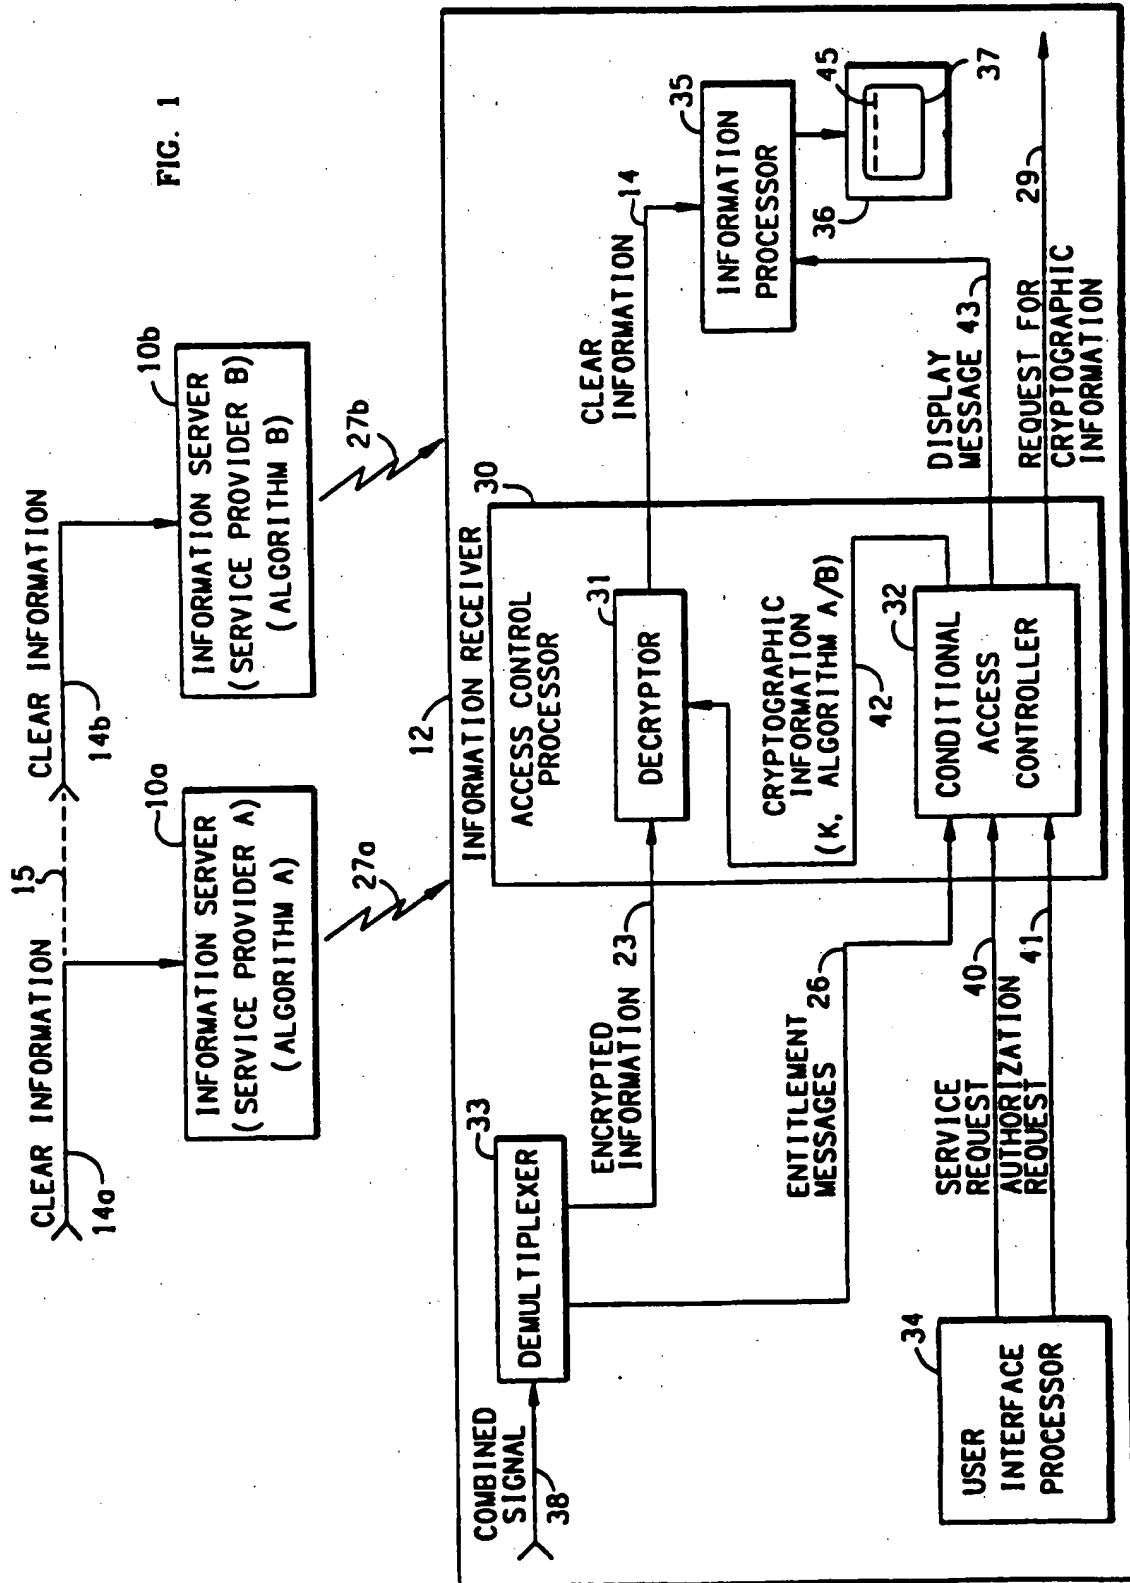 FIG. 1
CLEAR INFORMATION
14a
15
CLEAR INFORMATION
14b
10a
INFORMATION SERVER
(SERVICE PROVIDER A)
(ALGORITHM A)
10b
INFORMATION SERVER
(SERVICE PROVIDER B)
(ALGORITHM B)
27a
27b
12
INFORMATION RECEIVER
30
COMBINED
SIGNAL
38
33
DEMULTIPLEXER
ENCRYPTED
INFORMATION 23
ACCESS CONTROL
PROCESSOR
31
DECRYPTOR
CLEAR
INFORMATION
14
35
INFORMATION
PROCESSOR
45
36
37
ENTITLEMENT
MESSAGES
26
CRYPTOGRAPHIC
INFORMATION
(K, ALGORITHM A/B)
42
32
CONDITIONAL
ACCESS
CONTROLLER
DISPLAY
MESSAGE 43
34
USER
INTERFACE
PROCESSOR
SERVICE
REQUEST
40
AUTHORIZATION
REQUEST
41
REQUEST FOR
CRYPTOGRAPHIC
INFORMATION
29